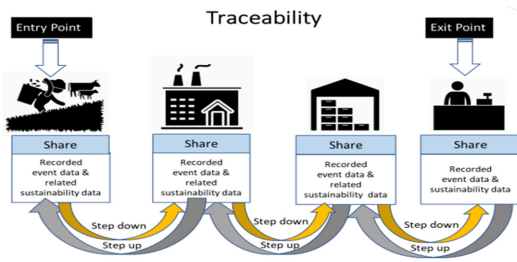 Traceability
Entry Point
Exit Point
Share
Recorded
event data &
related
sustainability data
Share
Recorded
event data &
related
sustainability data
Share
Recorded
event data &
related
sustainability data
Share
Recorded
event data &
sustainability data
Step down
Step up
Step down
Step up
Step down
Step up